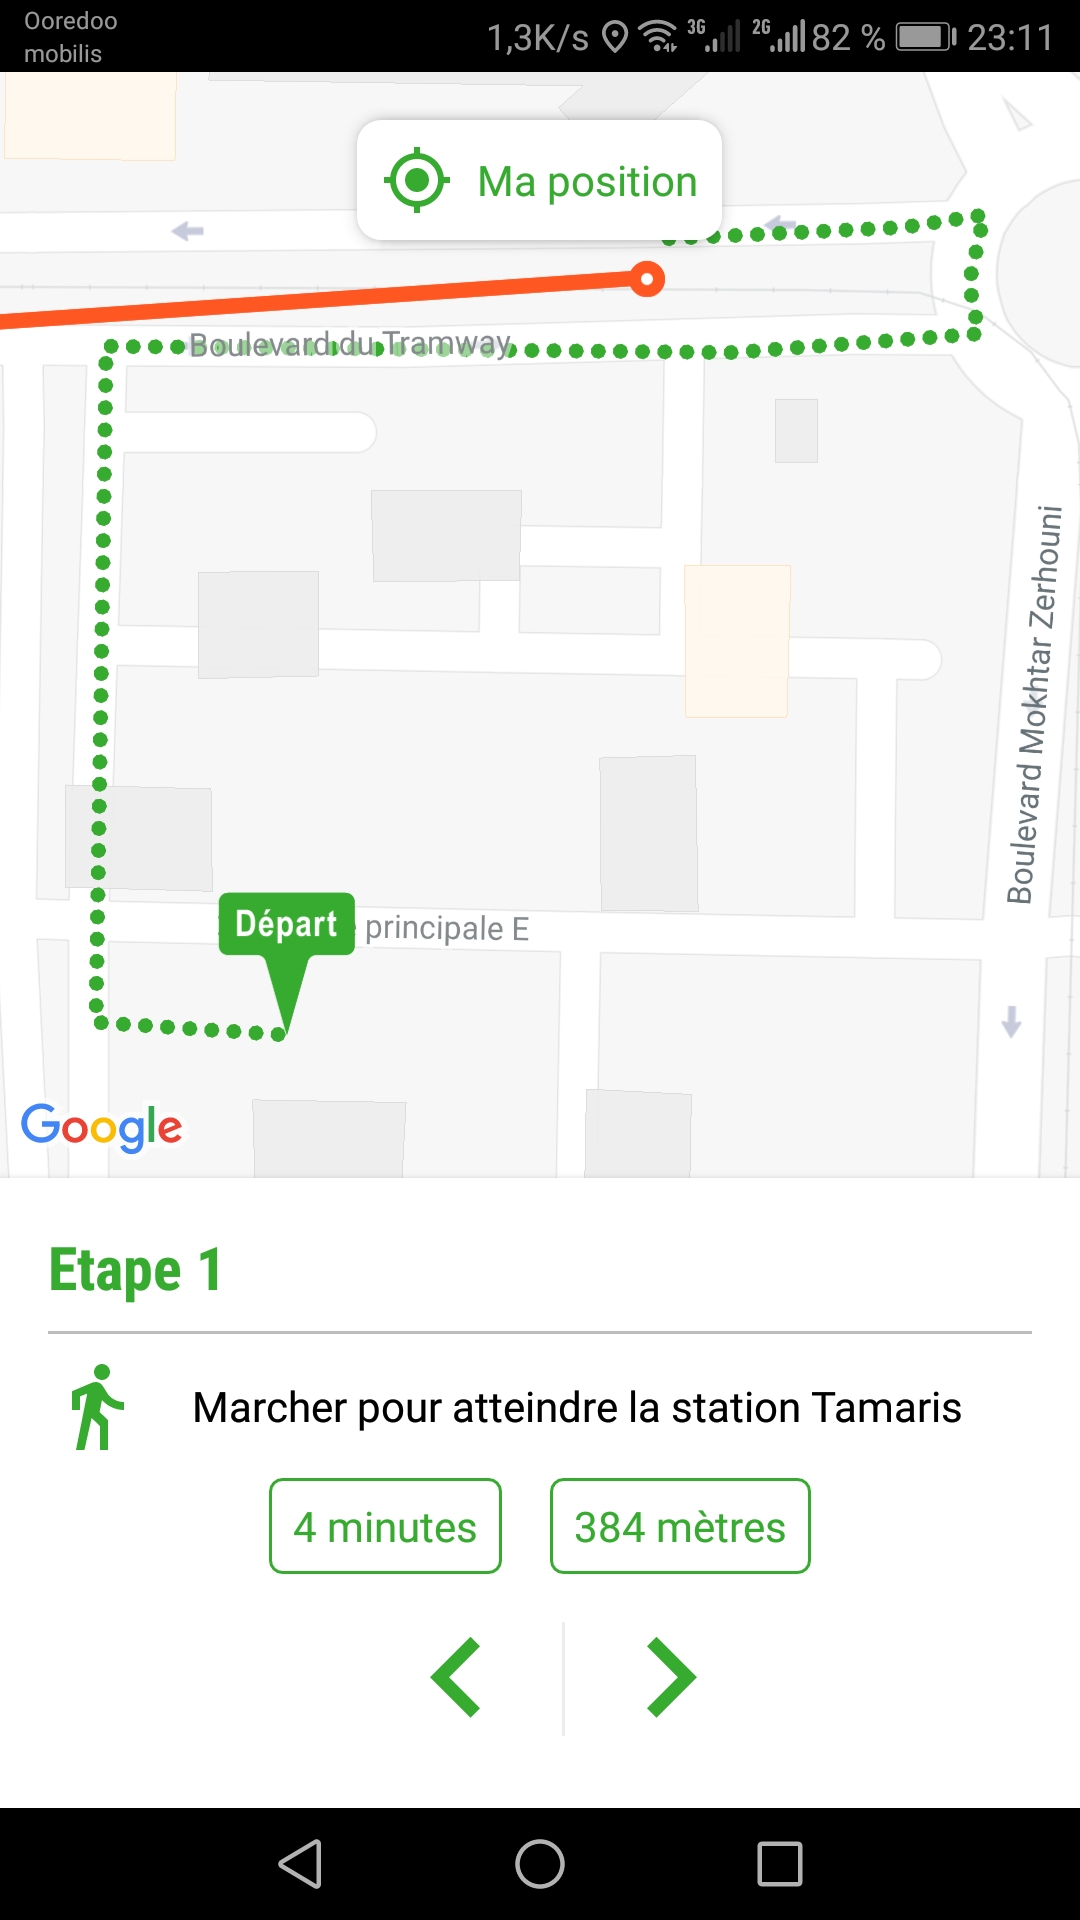 Ooredoo
mobilis
1,3K/s 3G 2G 82 % 23:11
Ma position
Boulevard du Tramway
Boulevard Mokhtar Zerhouni
Départ
principale E
Google
Etape 1
Marcher pour atteindre la station Tamaris
4 minutes
384 mètres